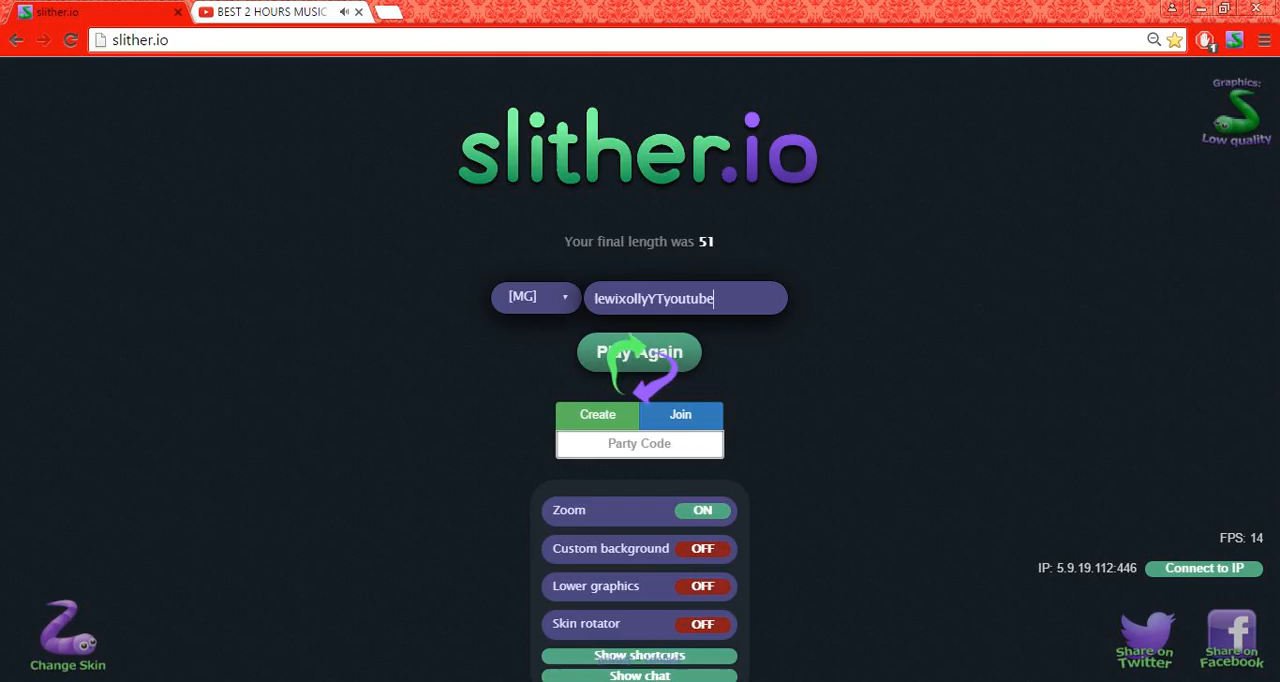 slither.io
BEST 2 HOURS MUSIC
slither.io
1
Graphics:
Low quality
slither.io
Your final length was 51
[MG]
lewixollyYTyoutube
Play Again
Create
Join
Party Code
Zoom ON
Custom background OFF
Lower graphics OFF
Skin rotator OFF
Show shortcuts
Show chat
FPS: 14
IP: 5.9.19.112:446
Connect to IP
Change Skin
Share on
Twitter
Share on
Facebook